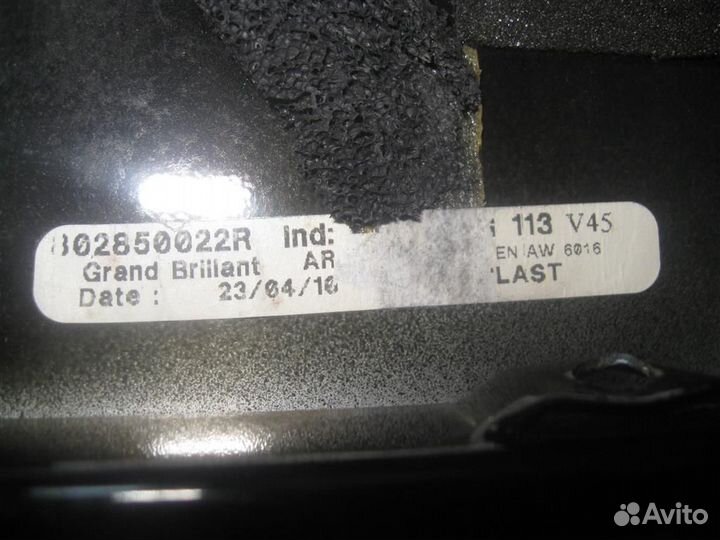 802850022R Ind: 113 V45
Grand Brillant AR EN AW 6016
Date : 23/04/10 LAST
Avito